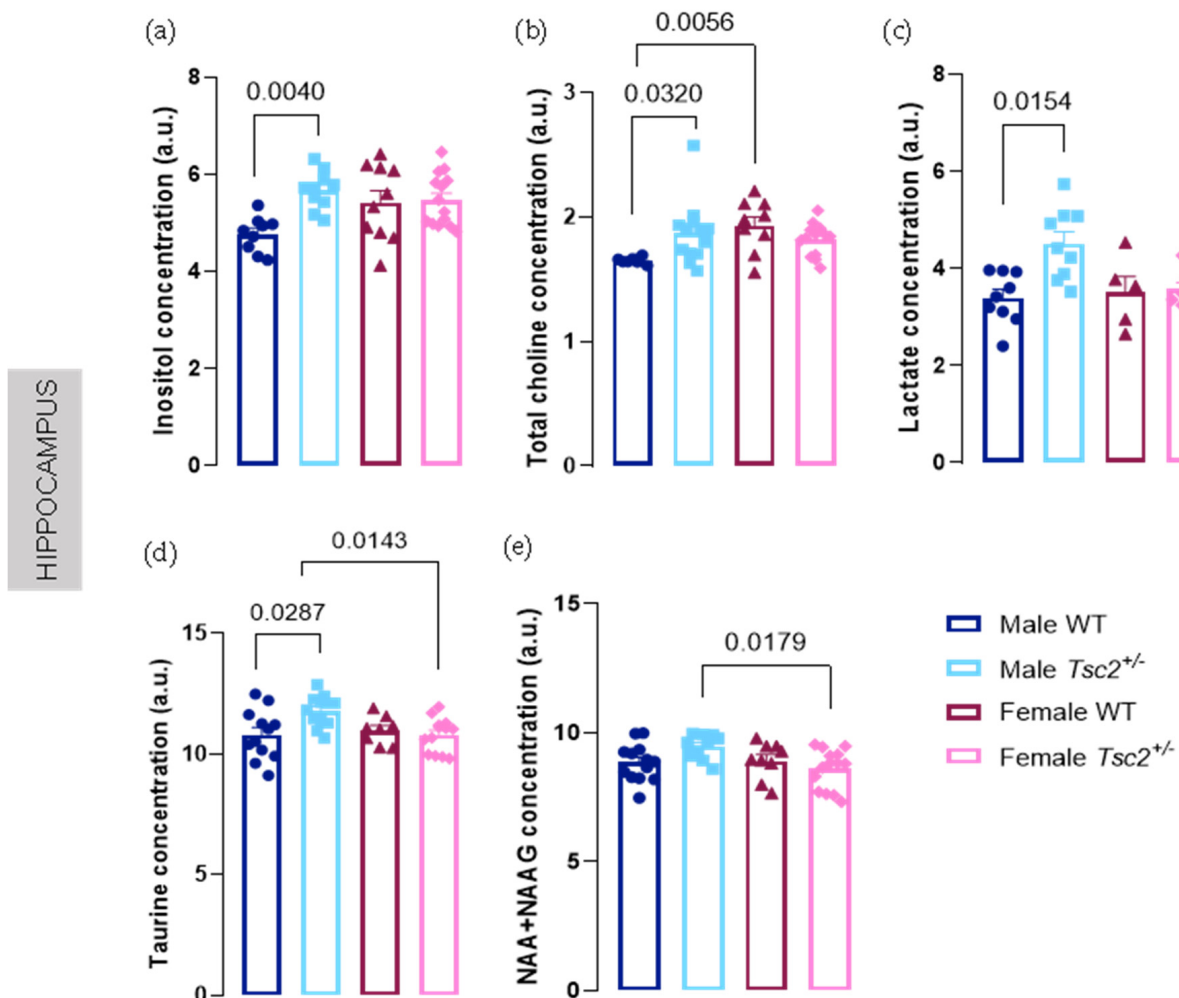 HIPPOCAMPUS
(a)
Inositol concentration (a.u.)
8
6
4
2
0
0.0040
(b)
Total choline concentration (a.u.)
3
2
1
0
0.0056
0.0320
(c)
Lactate concentration (a.u.)
8
6
4
2
0
0.0154
(d)
Taurine concentration (a.u.)
15
10
5
0
0.0143
0.0287
(e)
NAA+NAAG concentration (a.u.)
15
10
5
0
0.0179
Male WT
Male Tsc2+/-
Female WT
Female Tsc2+/-